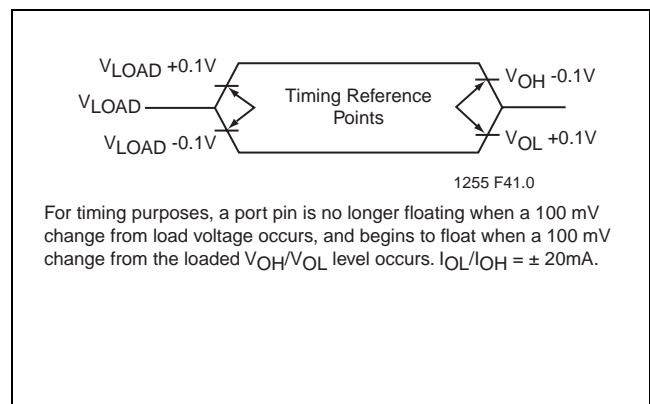 VLOAD +0.1V
VLOAD
VLOAD -0.1V
Timing Reference
Points
VOH -0.1V
VOL +0.1V
1255 F41.0
For timing purposes, a port pin is no longer floating when a 100 mV
change from load voltage occurs, and begins to float when a 100 mV
change from the loaded VOH/VOL level occurs. IOL/IOH = ± 20mA.